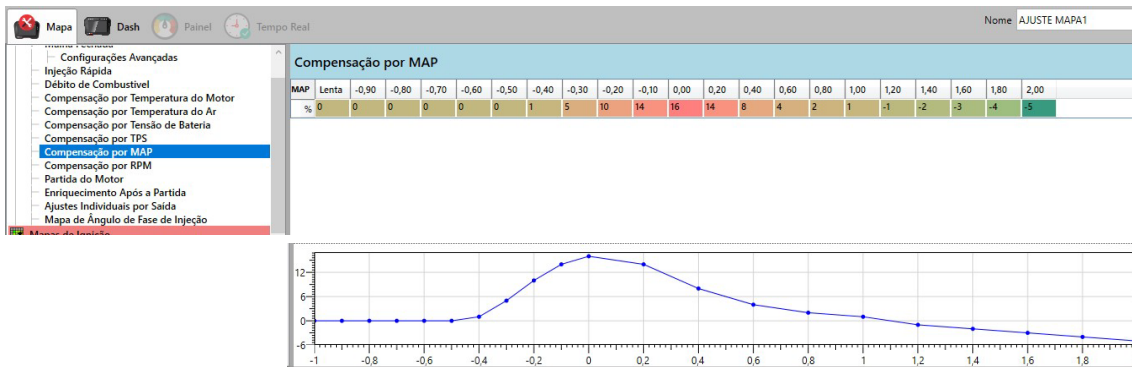 Mapa Dash Painel Tempo Real Nome AJUSTE MAPA1
Malha Fechada
Configurações Avançadas
Injeção Rápida
Débito de Combustivel
Compensação por Temperatura do Motor
Compensação por Temperatura do Ar
Compensação por Tensão de Bateria
Compensação por TPS
Compensação por MAP
Compensação por RPM
Partida do Motor
Enriquecimento Após a Partida
Ajustes Individuais por Saída
Mapa de Ângulo de Fase de Injeção
Mapas de Ignição
Compensação por MAP
MAP Lenta -0,90 -0,80 -0,70 -0,60 -0,50 -0,40 -0,30 -0,20 -0,10 0,00 0,20 0,40 0,60 0,80 1,00 1,20 1,40 1,60 1,80 2,00
% 0 0 0 0 0 0 1 5 10 14 16 14 8 4 2 1 -1 -2 -3 -4 -5
12
6
0
-6
-1 -0,8 -0,6 -0,4 -0,2 0 0,2 0,4 0,6 0,8 1 1,2 1,4 1,6 1,8